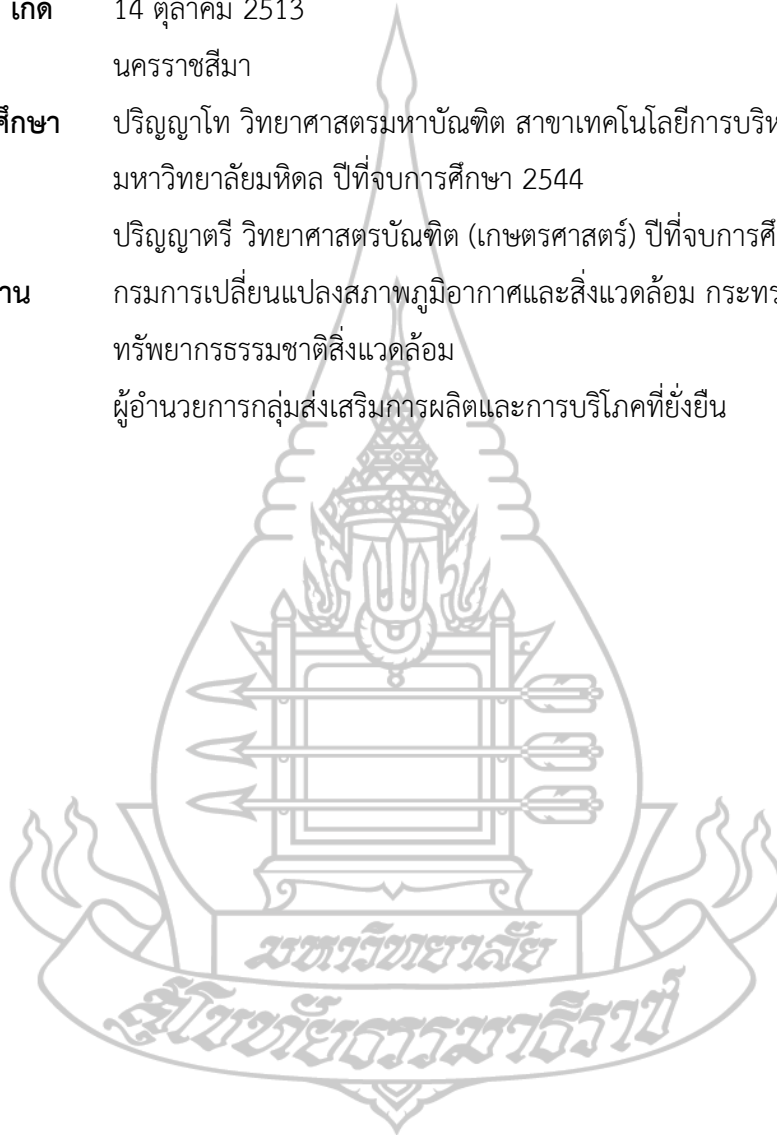 เกิด 14 ตุลาคม 2513
นครราชสีมา
ศึกษา ปริญญาโท วิทยาศาสตรมหาบัณฑิต สาขาเทคโนโลยีการบริห
มหาวิทยาลัยมหิดล ปีที่จบการศึกษา 2544
ปริญญาตรี วิทยาศาสตรบัณฑิต (เกษตรศาสตร์) ปีที่จบการศึ
าน กรมการเปลี่ยนแปลงสภาพภูมิอากาศและสิ่งแวดล้อม กระทร
ทรัพยากรธรรมชาติสิ่งแวดล้อม
ผู้อำนวยการกลุ่มส่งเสริมการผลิตและการบริโภคที่ยั่งยืน
มหาวิทยาลัย
สุโขทัยธรรมาธิราช